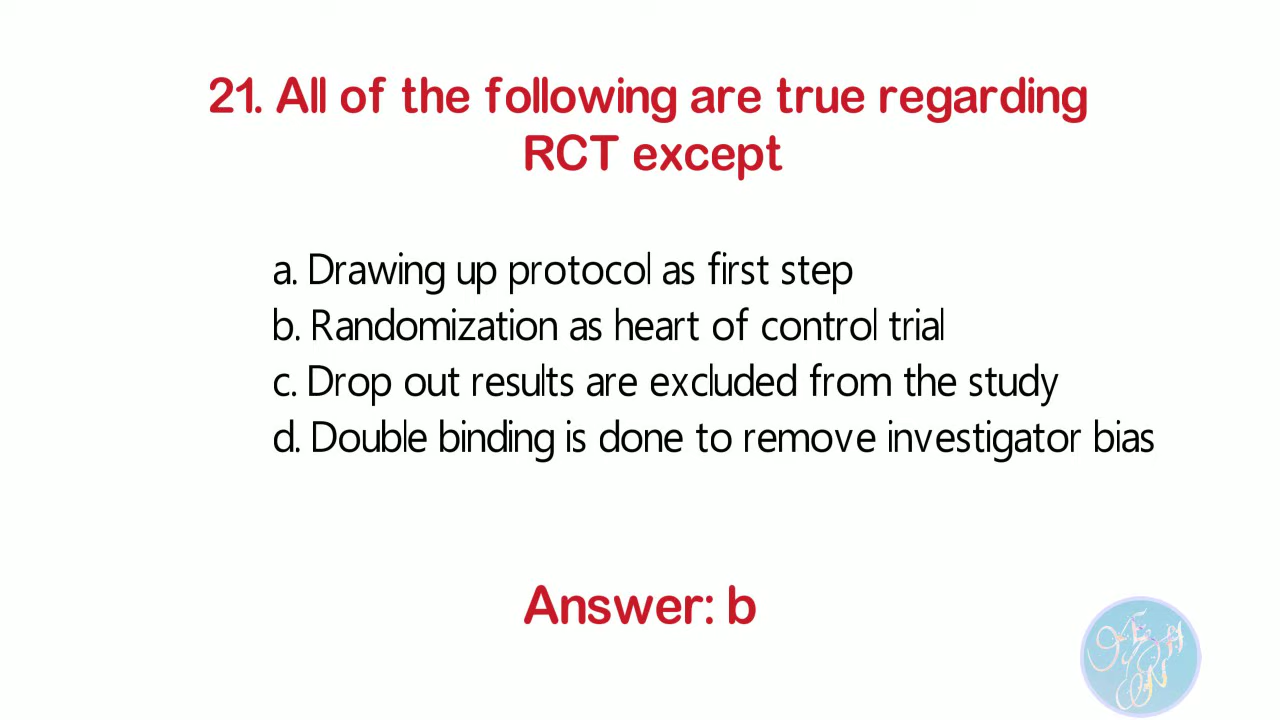 21. All of the following are true regarding
RCT except
a. Drawing up protocol as first step
b. Randomization as heart of control trial
c. Drop out results are excluded from the study
d. Double binding is done to remove investigator bias
Answer: b